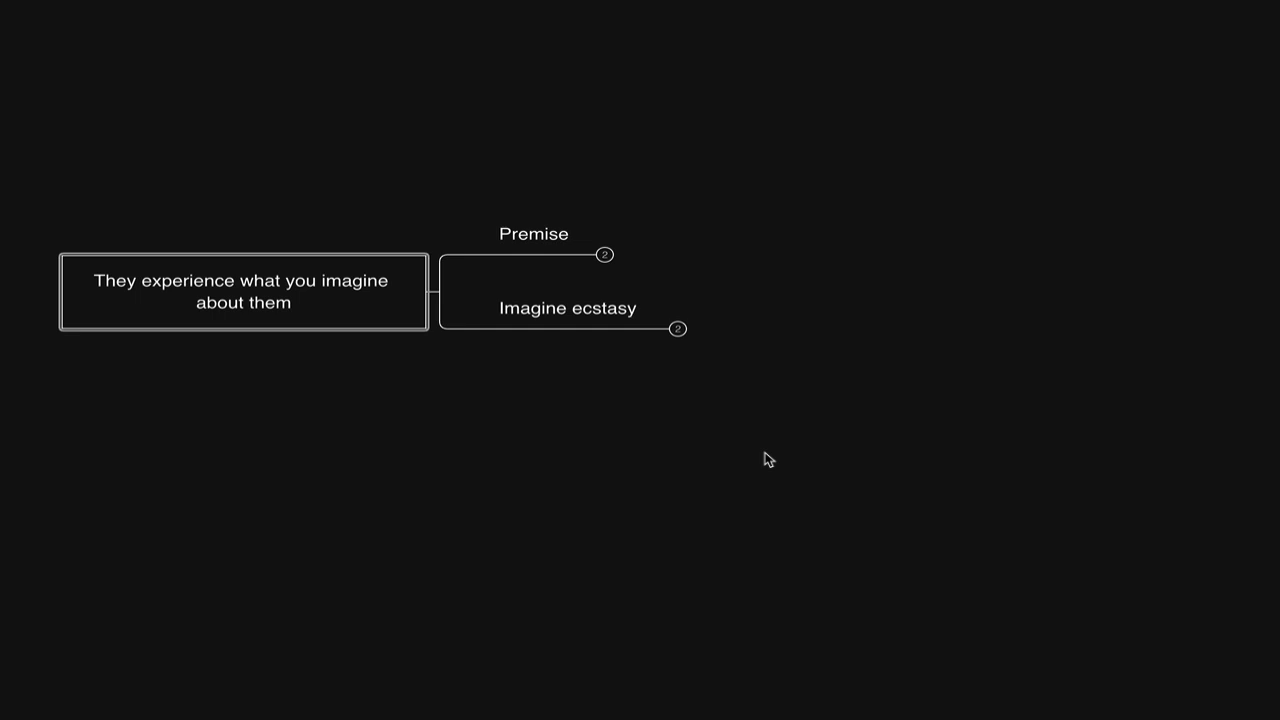 Premise
2
They experience what you imagine
about them
Imagine ecstasy
2